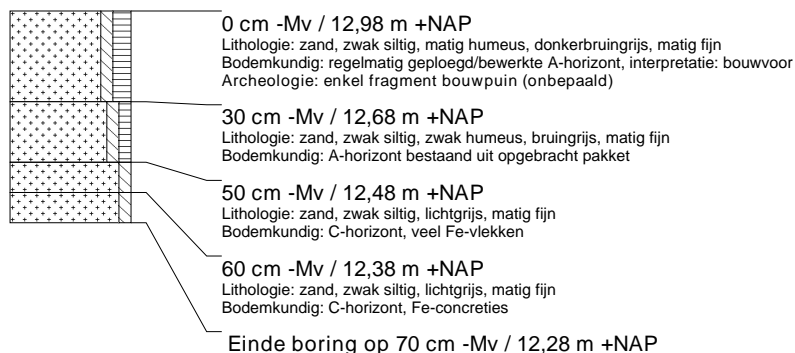 0 cm -Mv / 12,98 m +NAP
Lithologie: zand, zwak siltig, matig humeus, donkerbruingrijs, matig fijn
Bodemkundig: regelmatig geploegd/bewerkte A-horizont, interpretatie: bouwvoor
Archeologie: enkel fragment bouwpuin (onbepaald)
30 cm -Mv / 12,68 m +NAP
Lithologie: zand, zwak siltig, zwak humeus, bruingrijs, matig fijn
Bodemkundig: A-horizont bestaand uit opgebracht pakket
50 cm -Mv / 12,48 m +NAP
Lithologie: zand, zwak siltig, lichtgrijs, matig fijn
Bodemkundig: C-horizont, veel Fe-vlekken
60 cm -Mv / 12,38 m +NAP
Lithologie: zand, zwak siltig, lichtgrijs, matig fijn
Bodemkundig: C-horizont, Fe-concreties
Einde boring op 70 cm -Mv / 12,28 m +NAP